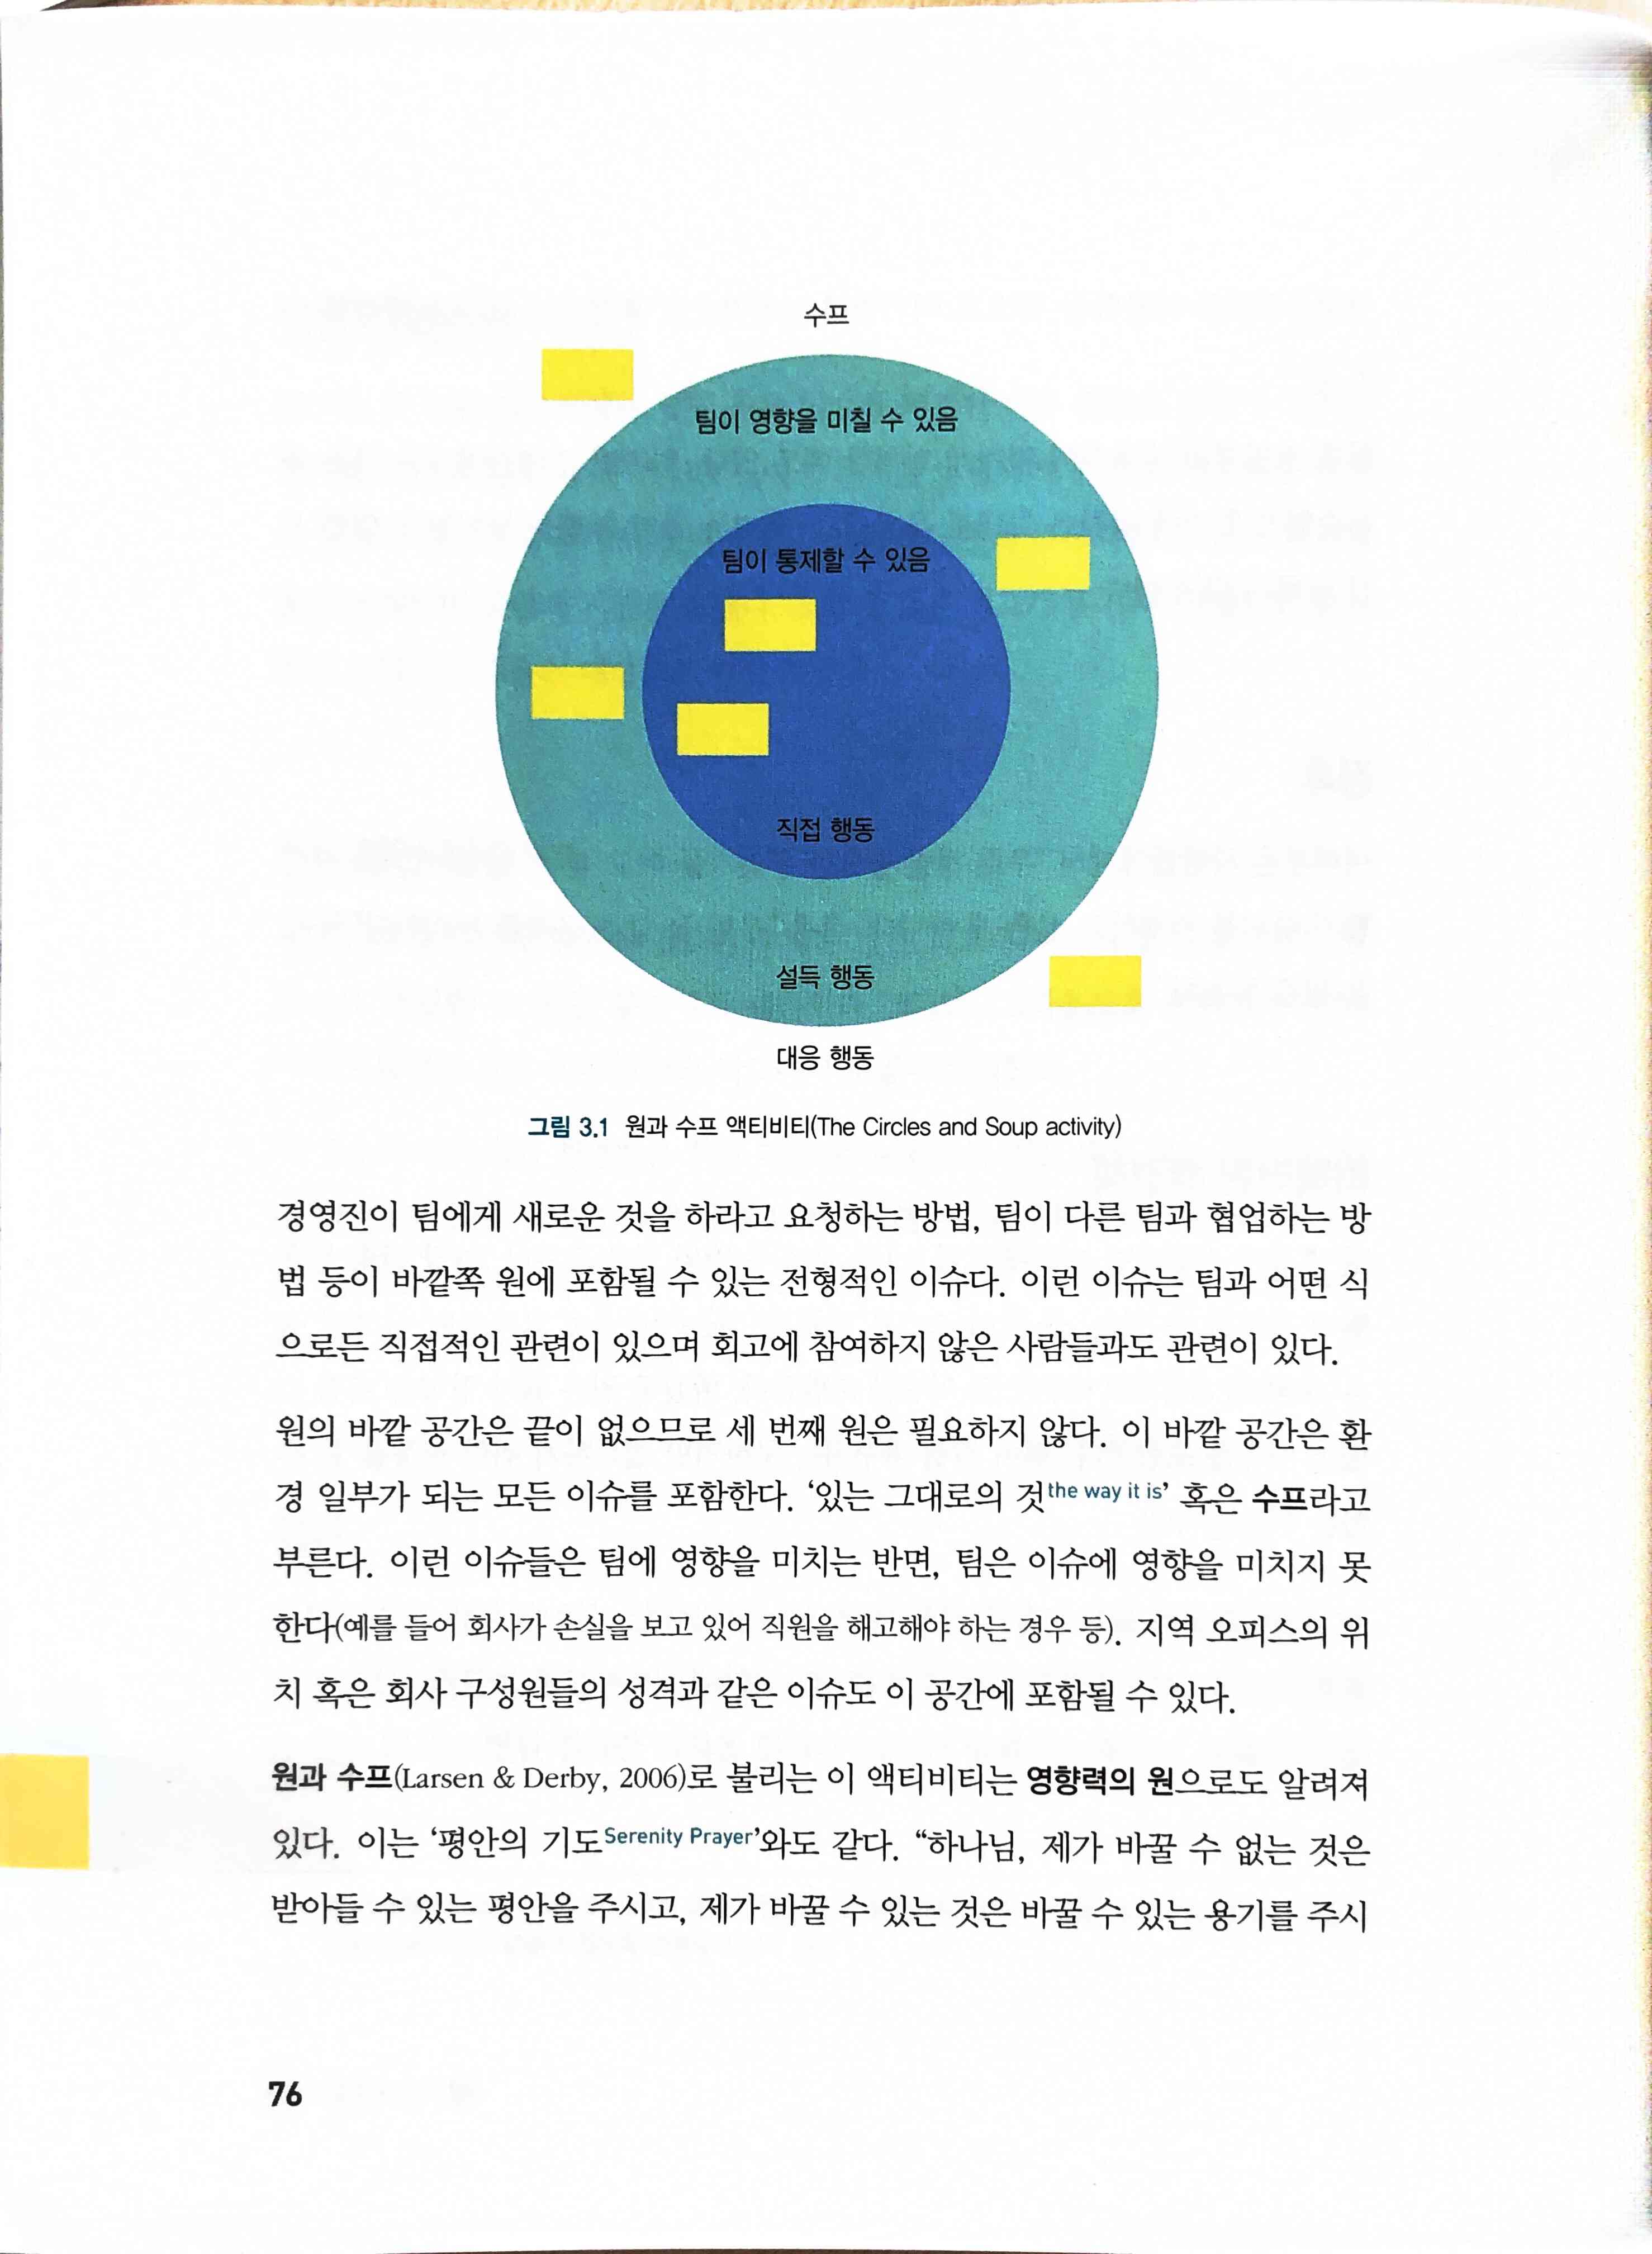 수프
팀이 영향을 미칠 수 있음
팀이 통제할 수 있음
직접 행동
설득 행동
대응 행동
그림 3.1 원과 수프 액티비티(The Circles and Soup activity)
경영진이 팀에게 새로운 것을 하라고 요청하는 방법, 팀이 다른 팀과 협업하는 방
법 등이 바깥쪽 원에 포함될 수 있는 전형적인 이슈다. 이런 이슈는 팀과 어떤 식
으로든 직접적인 관련이 있으며 회고에 참여하지 않은 사람들과도 관련이 있다.
원의 바깥 공간은 끝이 없으므로 세 번째 원은 필요하지 않다. 이 바깥 공간은 환
경 일부가 되는 모든 이슈를 포함한다. ‘있는 그대로의 것the way it is’ 혹은 수프라고
부른다. 이런 이슈들은 팀에 영향을 미치는 반면, 팀은 이슈에 영향을 미치지 못
한다(예를 들어 회사가 손실을 보고 있어 직원을 해고해야 하는 경우 등). 지역 오피스의 위
치 혹은 회사 구성원들의 성격과 같은 이슈도 이 공간에 포함될 수 있다.
원과 수프(Larsen & Derby, 2006)로 불리는 이 액티비티는 영향력의 원으로도 알려져
있다. 이는 ‘평안의 기도Serenity Prayer’와도 같다. “하나님, 제가 바꿀 수 없는 것은
받아들 수 있는 평안을 주시고, 제가 바꿀 수 있는 것은 바꿀 수 있는 용기를 주시
76